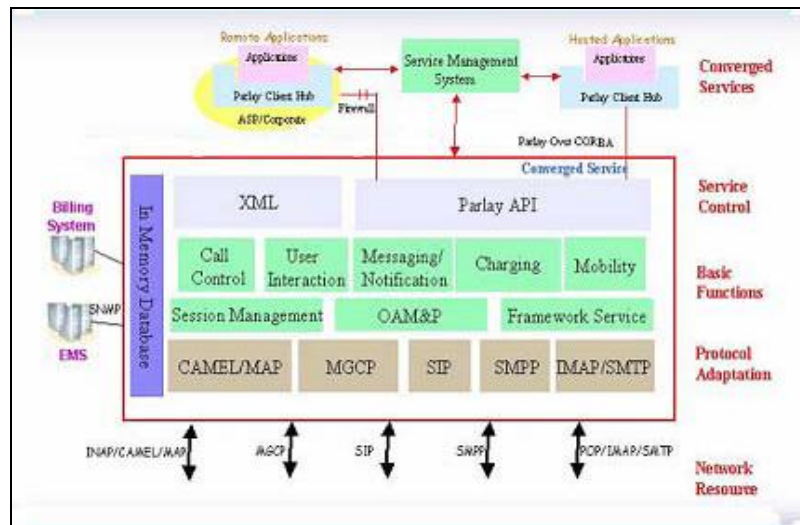 Remote Applications
Hosted Applications
Applications
Service Management
System
Applications
Converged
Services
Parlay Client Hub
Parlay Client Hub
ASP/Corporate
Firewall
Parlay Over CORBA
Converged Service
Service
Control
In Memory Database
XML
Parlay API
Billing
System
Call
Control
User
Interaction
Messaging/
Notification
Charging
Mobility
Basic
Functions
SNMP
EMS
Session Management
OAM&P
Framework Service
Protocol
Adaptation
CAMEL/MAP
MGCP
SIP
SMPP
IMAP/SMTP
INAP/CAMEL/MAP
MGCP
SIP
SMPP
POP/IMAP/SMTP
Network
Resource